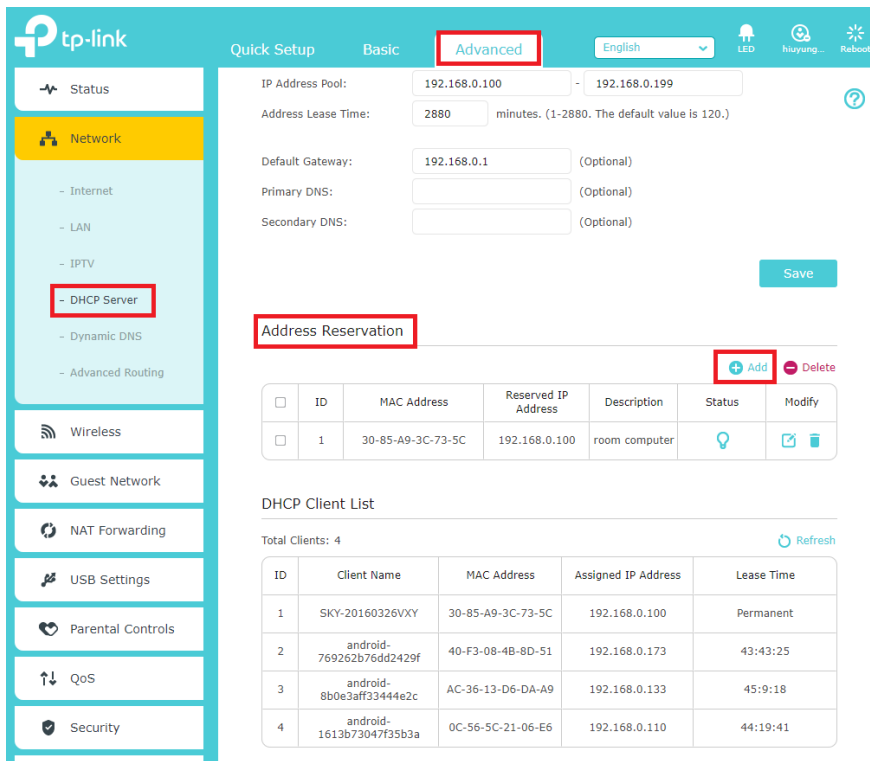 tp-link
Quick Setup Basic Advanced English LED hiuyung... Reboot
Status
Network
- Internet
- LAN
- IPTV
- DHCP Server
- Dynamic DNS
- Advanced Routing
Wireless
Guest Network
NAT Forwarding
USB Settings
Parental Controls
QoS
Security
IP Address Pool: 192.168.0.100 - 192.168.0.199
Address Lease Time: 2880 minutes. (1-2880. The default value is 120.)
Default Gateway: 192.168.0.1 (Optional)
Primary DNS: (Optional)
Secondary DNS: (Optional)
Save
Address Reservation
Add Delete
ID MAC Address Reserved IP Address Description Status Modify
1 30-85-A9-3C-73-5C 192.168.0.100 room computer
DHCP Client List
Total Clients: 4 Refresh
ID Client Name MAC Address Assigned IP Address Lease Time
1 SKY-20160326VXY 30-85-A9-3C-73-5C 192.168.0.100 Permanent
2 android-769262b76dd2429f 40-F3-08-4B-8D-51 192.168.0.173 43:43:25
3 android-8b0e3aff33444e2c AC-36-13-D6-DA-A9 192.168.0.133 45:9:18
4 android-1613b73047f35b3a 0C-56-5C-21-06-E6 192.168.0.110 44:19:41